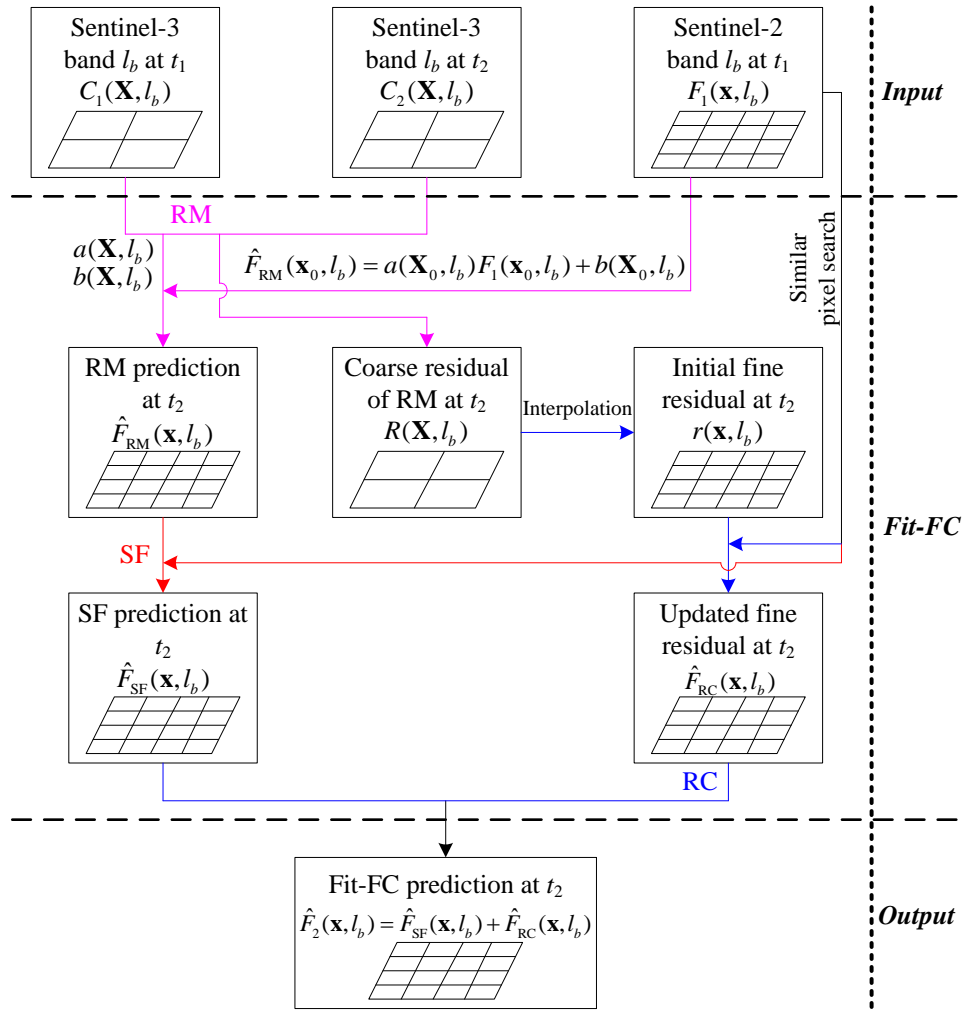 Sentinel-3
band l_b at t_1
C_1(X, l_b)
Sentinel-3
band l_b at t_2
C_2(X, l_b)
Sentinel-2
band l_b at t_1
F_1(x, l_b)
Input
RM
a(X, l_b)
b(X, l_b)
F̂_RM(x_0, l_b) = a(X_0, l_b)F_1(x_0, l_b) + b(X_0, l_b)
Similar
pixel search
RM prediction
at t_2
F̂_RM(x, l_b)
Coarse residual
of RM at t_2
R(X, l_b)
Interpolation
Initial fine
residual at t_2
r(x, l_b)
Fit-FC
SF
SF prediction at
t_2
F̂_SF(x, l_b)
Updated fine
residual at t_2
F̂_RC(x, l_b)
RC
Fit-FC prediction at t_2
F̂_2(x, l_b) = F̂_SF(x, l_b) + F̂_RC(x, l_b)
Output